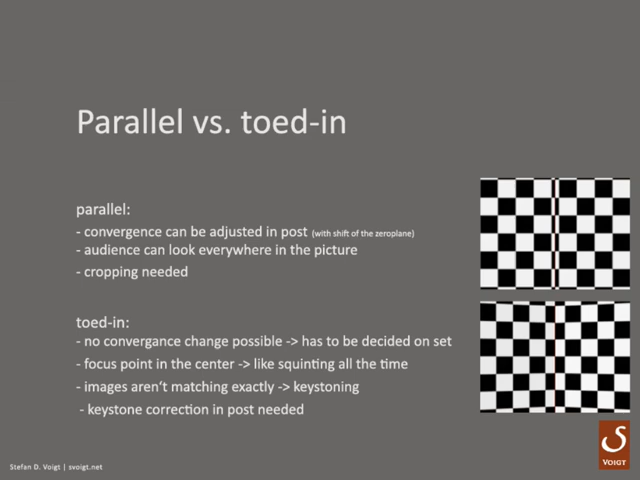 Parallel vs. toed-in
parallel:
- convergence can be adjusted in post (with shift of the zeroplane)
- audience can look everywhere in the picture
- cropping needed
toed-in:
- no convergance change possible -> has to be decided on set
- focus point in the center -> like squinting all the time
- images aren't matching exactly -> keystoning
- keystone correction in post needed
S
VOIGT
Stefan D. Voigt | svoigt.net